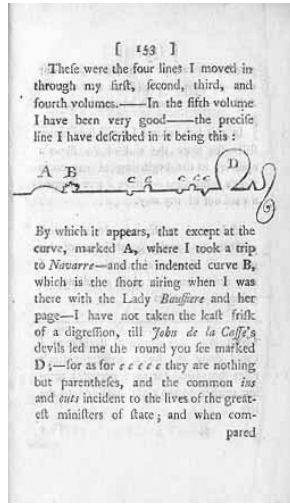 [ 153 ]
Theſe were the four lines I moved in
through my firſt, ſecond, third, and
fourth volumes.——In the fifth volume
I have been very good——the preciſe
line I have deſcribed in it being this :
A B c c c c c D
By which it appears, that except at the
curve, marked A, where I took a trip
to Navarre—and the indented curve B,
which is the ſhort airing when I was
there with the Lady Bauſſiere and her
page—I have not taken the leaſt friſk
of a digreſſion, till John de la Caſſe's
devils led me the round you ſee marked
D ;—for as for c c c c c they are nothing
but parentheſes, and the common ins
and outs incident to the lives of the great-
eſt miniſters of ſtate ; and when com-
pared